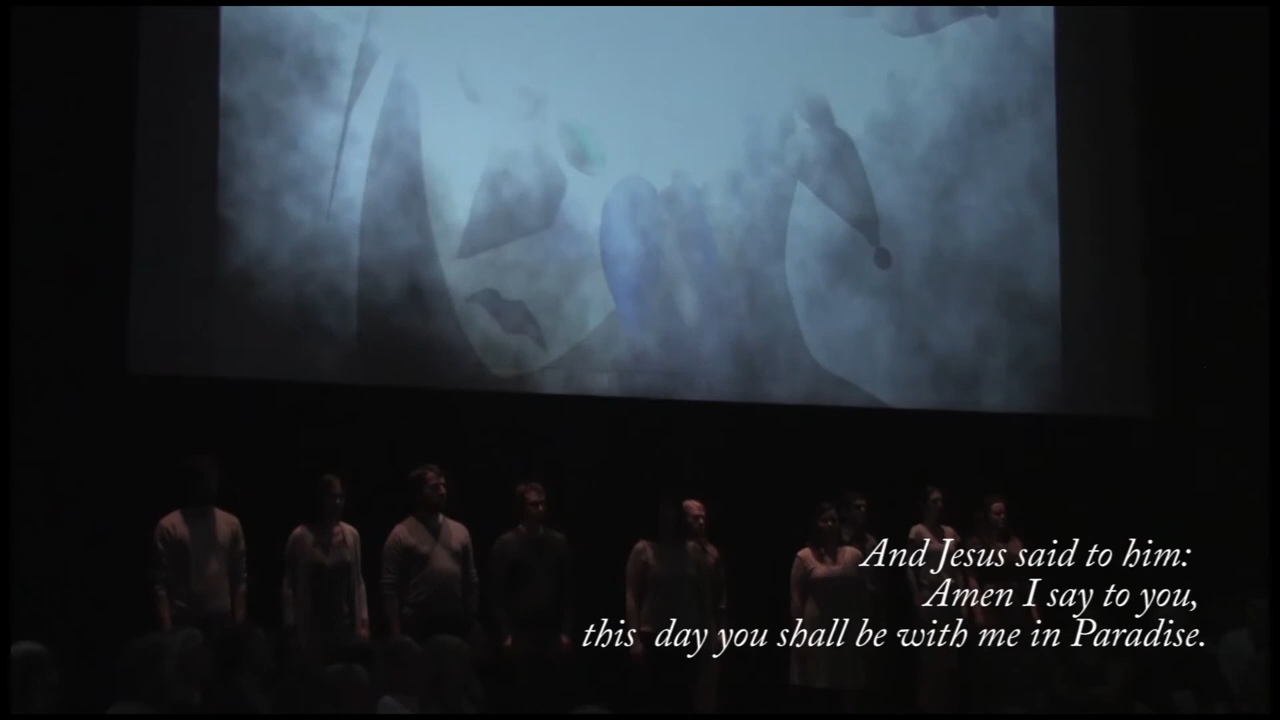 And Jesus said to him:
Amen I say to you,
this day you shall be with me in Paradise.